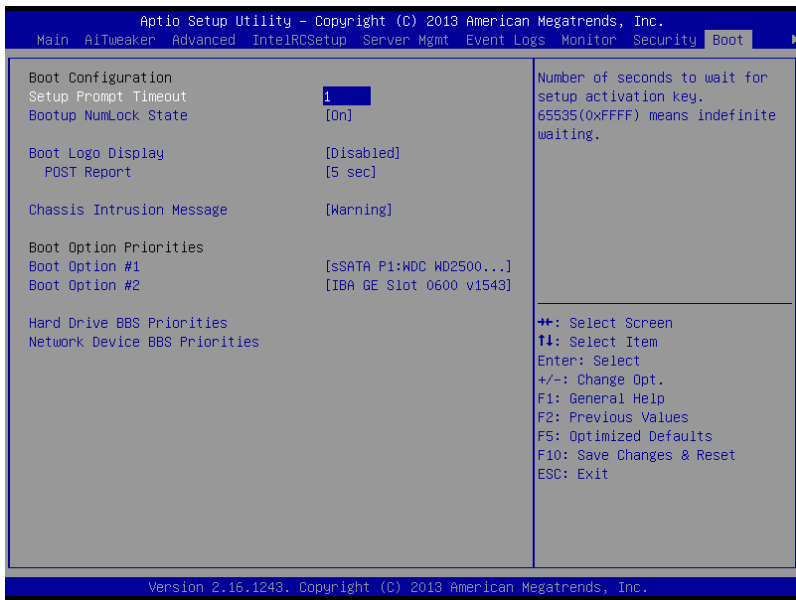 Aptio Setup Utility – Copyright (C) 2013 American Megatrends, Inc.
Main AiTweaker Advanced IntelRCSetup Server Mgmt Event Logs Monitor Security Boot
Boot Configuration
Setup Prompt Timeout 1
Bootup NumLock State [On]
Boot Logo Display [Disabled]
POST Report [5 sec]
Chassis Intrusion Message [Warning]
Boot Option Priorities
Boot Option #1 [sSATA P1:WDC WD2500...]
Boot Option #2 [IBA GE Slot 0600 v1543]
Hard Drive BBS Priorities
Network Device BBS Priorities
Number of seconds to wait for
setup activation key.
65535(0xFFFF) means indefinite
waiting.
→←: Select Screen
↑↓: Select Item
Enter: Select
+/-: Change Opt.
F1: General Help
F2: Previous Values
F5: Optimized Defaults
F10: Save Changes & Reset
ESC: Exit
Version 2.16.1243. Copyright (C) 2013 American Megatrends, Inc.